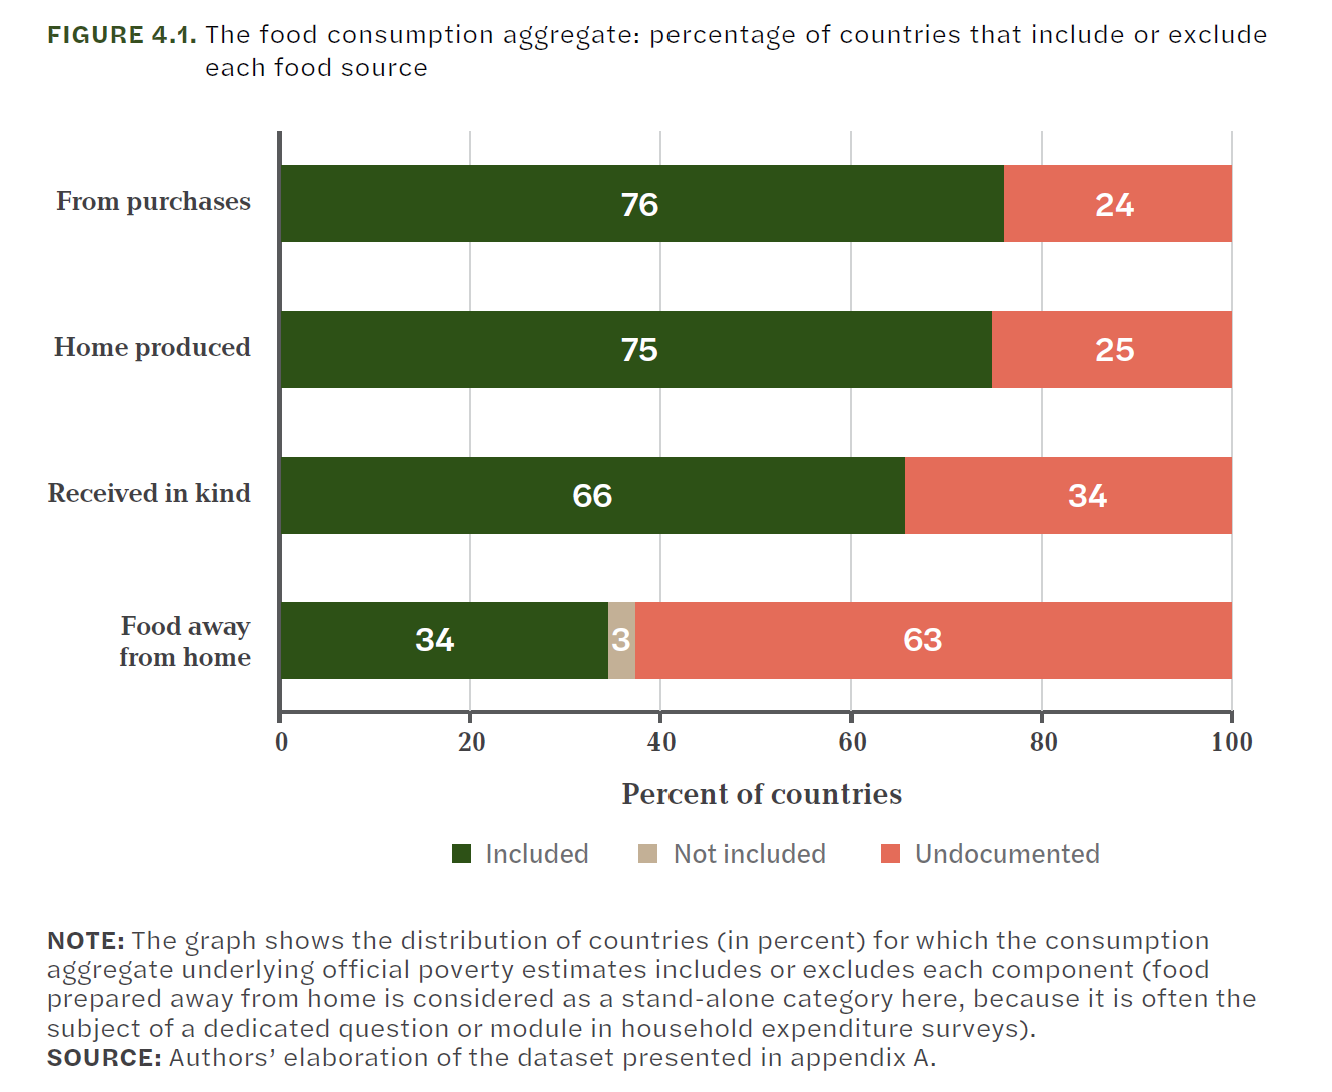 FIGURE 4.1. The food consumption aggregate: percentage of countries that include or exclude
each food source
From purchases
76
24
Home produced
75
25
Received in kind
66
34
Food away
from home
34
3
63
0
20
40
60
80
100
Percent of countries
Included
Not included
Undocumented
NOTE: The graph shows the distribution of countries (in percent) for which the consumption
aggregate underlying official poverty estimates includes or excludes each component (food
prepared away from home is considered as a stand-alone category here, because it is often the
subject of a dedicated question or module in household expenditure surveys).
SOURCE: Authors’ elaboration of the dataset presented in appendix A.